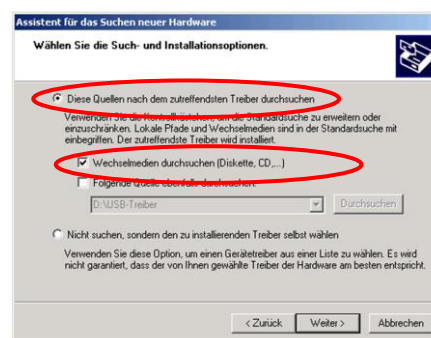 Assistent für das Suchen neuer Hardware
Wählen Sie die Such- und Installationsoptionen.
Diese Quellen nach dem zutreffendsten Treiber durchsuchen
Verwenden Sie die Kontrollkästchen, um die Standardsuche zu erweitern oder
einzuschränken. Lokale Pfade und Wechselmedien sind in der Standardsuche mit
einbegriffen. Der zutreffendste Treiber wird installiert.
Wechselmedien durchsuchen (Diskette, CD,...)
Folgende Quelle ebenfalls durchsuchen:
D:\USB-Treiber
Durchsuchen
Nicht suchen, sondern den zu installierenden Treiber selbst wählen
Verwenden Sie diese Option, um einen Gerätetreiber aus einer Liste zu wählen. Es wird
nicht garantiert, dass der von Ihnen gewählte Treiber der Hardware am besten entspricht.
< Zurück Weiter > Abbrechen